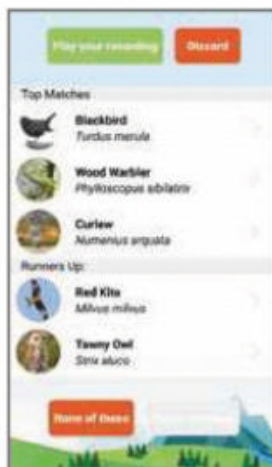 Play your recording
Discard
Top Matches
Blackbird
Turdus merula
Wood Warbler
Phylloscopus sibilatrix
Curlew
Numenius arquata
Runners Up:
Red Kite
Milvus milvus
Tawny Owl
Strix aluco
None of these